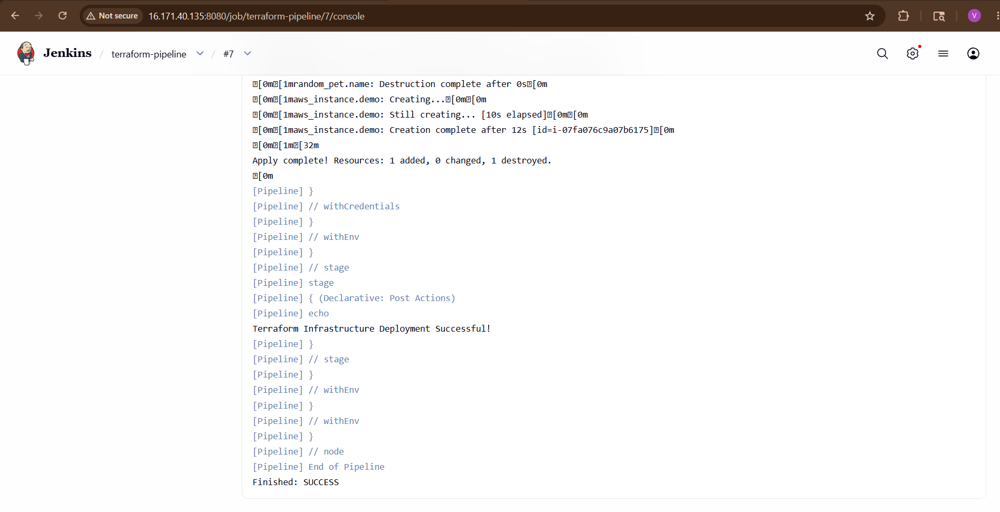 Not secure 16.171.40.135:8080/job/terraform-pipeline/7/console V
Jenkins / terraform-pipeline / #7
[0m[1mrandom_pet.name: Destruction complete after 0s[0m
[0m[1maws_instance.demo: Creating...[0m[0m
[0m[1maws_instance.demo: Still creating... [10s elapsed][0m[0m
[0m[1maws_instance.demo: Creation complete after 12s [id=i-07fa076c9a07b6175][0m
[0m[1m[32m
Apply complete! Resources: 1 added, 0 changed, 1 destroyed.
[0m
[Pipeline] }
[Pipeline] // withCredentials
[Pipeline] }
[Pipeline] // withEnv
[Pipeline] }
[Pipeline] // stage
[Pipeline] stage
[Pipeline] { (Declarative: Post Actions)
[Pipeline] echo
Terraform Infrastructure Deployment Successful!
[Pipeline] }
[Pipeline] // stage
[Pipeline] }
[Pipeline] // withEnv
[Pipeline] }
[Pipeline] // withEnv
[Pipeline] }
[Pipeline] // node
[Pipeline] End of Pipeline
Finished: SUCCESS